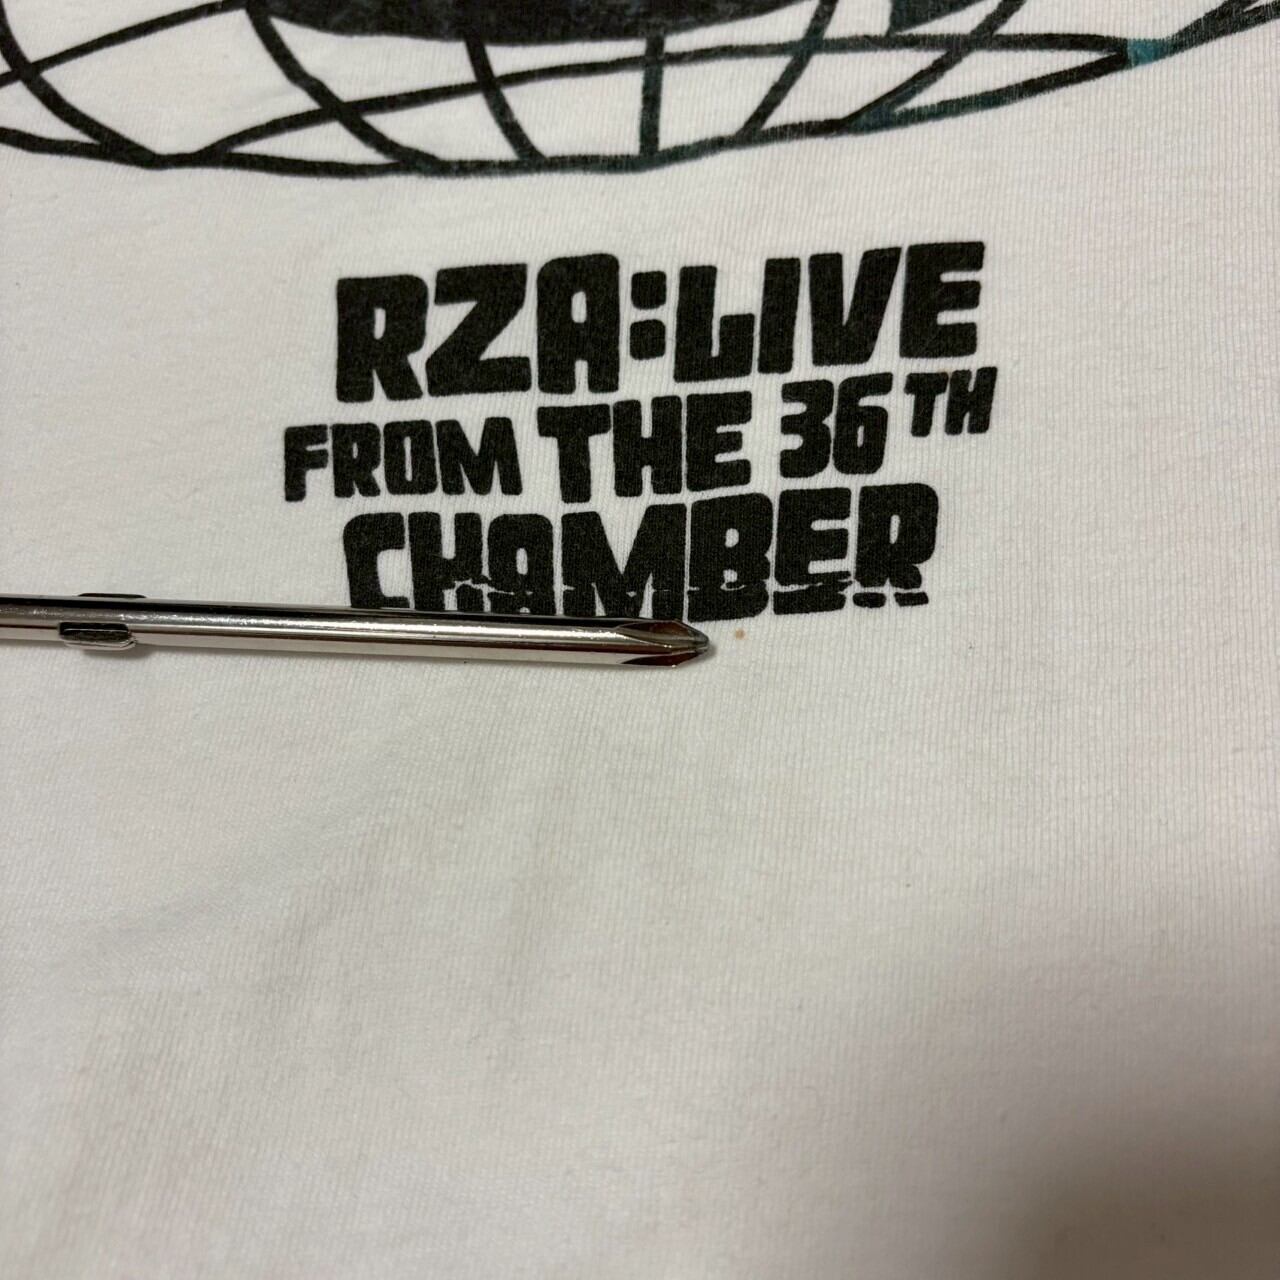 RZA:LIVE
FROM THE 36TH
CHAMBER